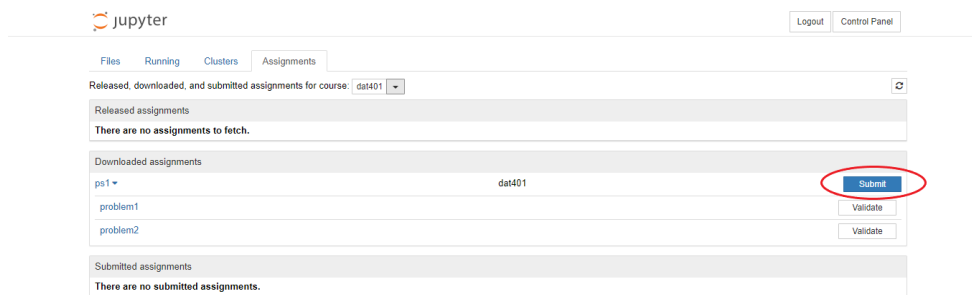 jupyter
Logout Control Panel
Files Running Clusters Assignments
Released, downloaded, and submitted assignments for course: dat401
Released assignments
There are no assignments to fetch.
Downloaded assignments
ps1 dat401 Submit
problem1 Validate
problem2 Validate
Submitted assignments
There are no submitted assignments.